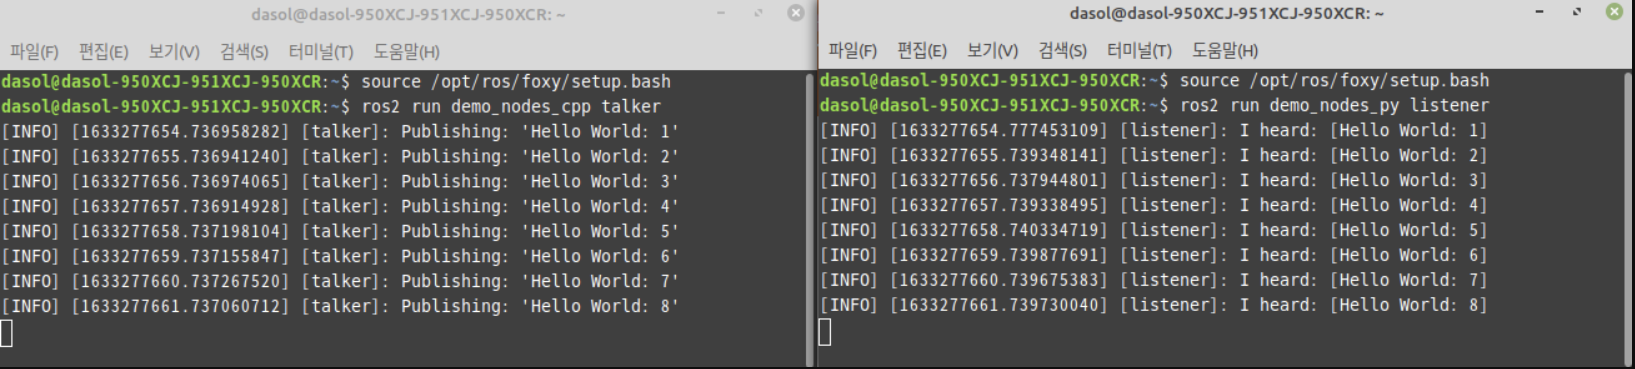 dasol@dasol-950XCJ-951XCJ-950XCR: ~
파일(F) 편집(E) 보기(V) 검색(S) 터미널(T) 도움말(H)
dasol@dasol-950XCJ-951XCJ-950XCR:~$ source /opt/ros/foxy/setup.bash
dasol@dasol-950XCJ-951XCJ-950XCR:~$ ros2 run demo_nodes_cpp talker
[INFO] [1633277654.736958282] [talker]: Publishing: 'Hello World: 1'
[INFO] [1633277655.736941240] [talker]: Publishing: 'Hello World: 2'
[INFO] [1633277656.736974065] [talker]: Publishing: 'Hello World: 3'
[INFO] [1633277657.736914928] [talker]: Publishing: 'Hello World: 4'
[INFO] [1633277658.737198104] [talker]: Publishing: 'Hello World: 5'
[INFO] [1633277659.737155847] [talker]: Publishing: 'Hello World: 6'
[INFO] [1633277660.737267520] [talker]: Publishing: 'Hello World: 7'
[INFO] [1633277661.737060712] [talker]: Publishing: 'Hello World: 8'
dasol@dasol-950XCJ-951XCJ-950XCR: ~
파일(F) 편집(E) 보기(V) 검색(S) 터미널(T) 도움말(H)
dasol@dasol-950XCJ-951XCJ-950XCR:~$ source /opt/ros/foxy/setup.bash
dasol@dasol-950XCJ-951XCJ-950XCR:~$ ros2 run demo_nodes_py listener
[INFO] [1633277654.777453109] [listener]: I heard: [Hello World: 1]
[INFO] [1633277655.739348141] [listener]: I heard: [Hello World: 2]
[INFO] [1633277656.737944801] [listener]: I heard: [Hello World: 3]
[INFO] [1633277657.739338495] [listener]: I heard: [Hello World: 4]
[INFO] [1633277658.740334719] [listener]: I heard: [Hello World: 5]
[INFO] [1633277659.739877691] [listener]: I heard: [Hello World: 6]
[INFO] [1633277660.739675383] [listener]: I heard: [Hello World: 7]
[INFO] [1633277661.739730040] [listener]: I heard: [Hello World: 8]